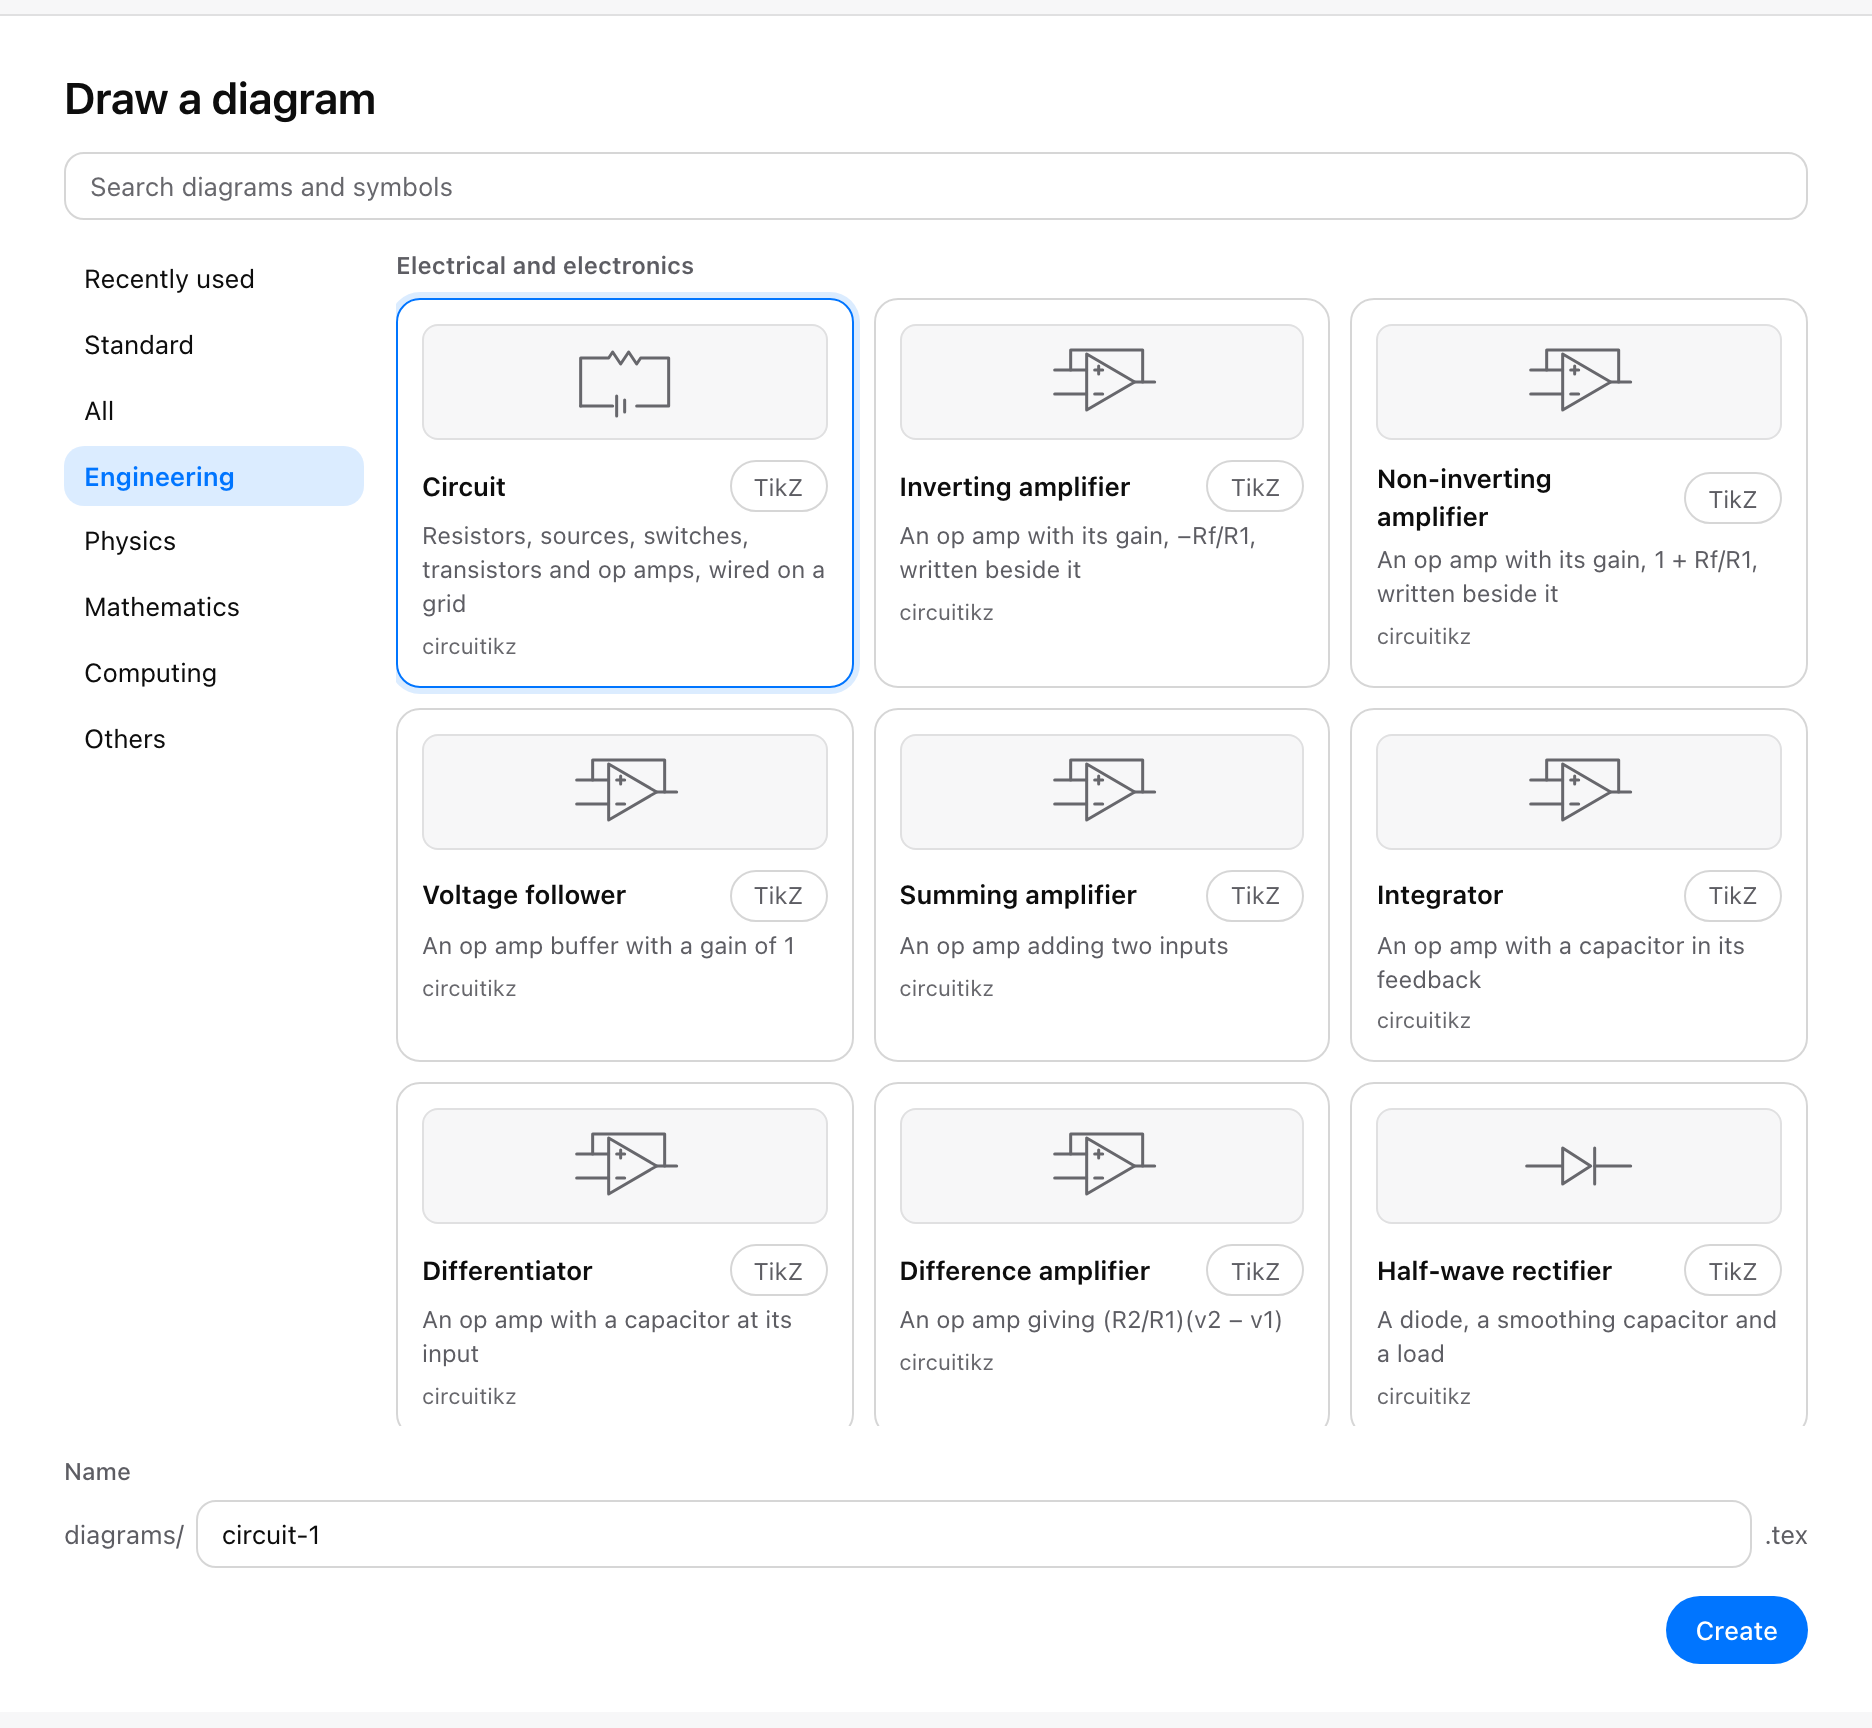 Draw a diagram
Search diagrams and symbols
Recently used
Standard
All
Engineering
Physics
Mathematics
Computing
Others
Electrical and electronics
Circuit
TikZ
Resistors, sources, switches,
transistors and op amps, wired on a
grid
circuitikz
Inverting amplifier
TikZ
An op amp with its gain, −Rf/R1,
written beside it
circuitikz
Non-inverting
amplifier
TikZ
An op amp with its gain, 1 + Rf/R1,
written beside it
circuitikz
Voltage follower
TikZ
An op amp buffer with a gain of 1
circuitikz
Summing amplifier
TikZ
An op amp adding two inputs
circuitikz
Integrator
TikZ
An op amp with a capacitor in its
feedback
circuitikz
Differentiator
TikZ
An op amp with a capacitor at its
input
circuitikz
Difference amplifier
TikZ
An op amp giving (R2/R1)(v2 − v1)
circuitikz
Half-wave rectifier
TikZ
A diode, a smoothing capacitor and
a load
circuitikz
Name
diagrams/ circuit-1 .tex
Create